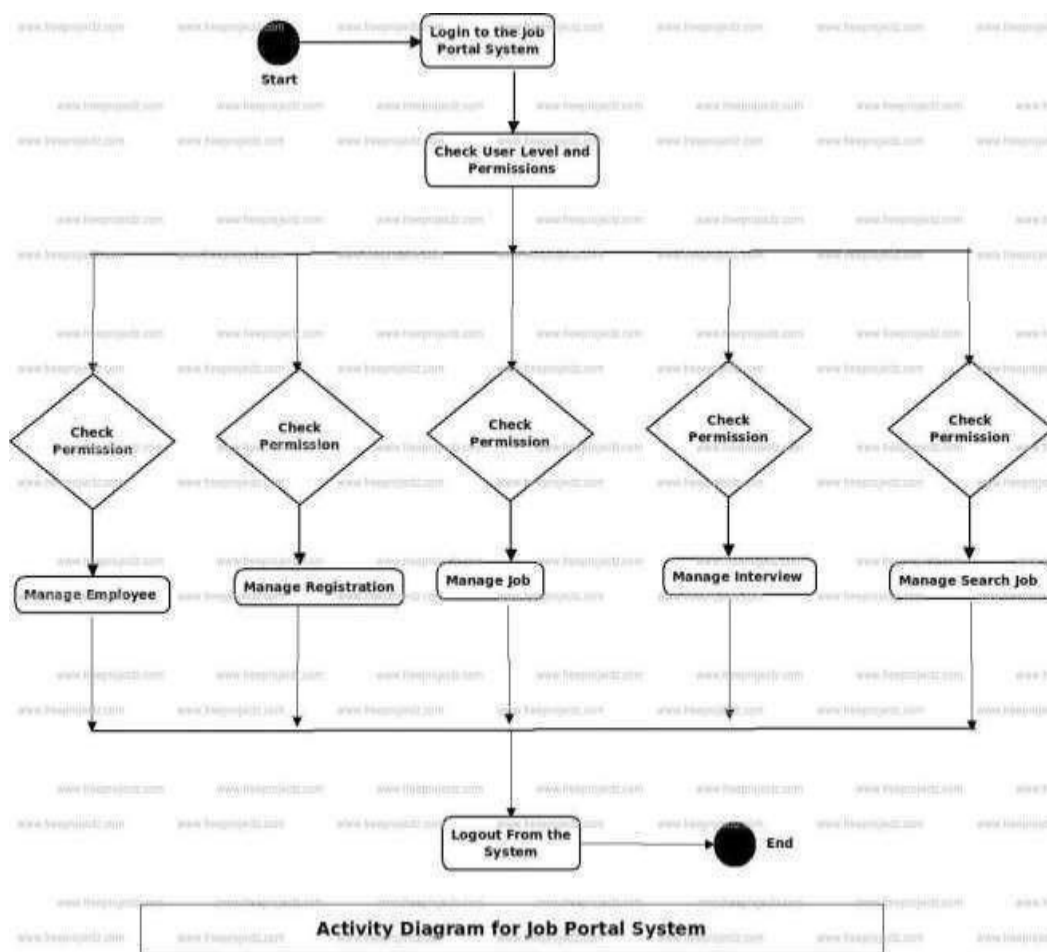 Login to the Job
Portal System
Start
Check User Level and
Permissions
Check
Permission
Check
Permission
Check
Permission
Check
Permission
Check
Permission
Manage Employee
Manage Registration
Manage Job
Manage Interview
Manage Search Job
Logout From the
System
End
Activity Diagram for Job Portal System